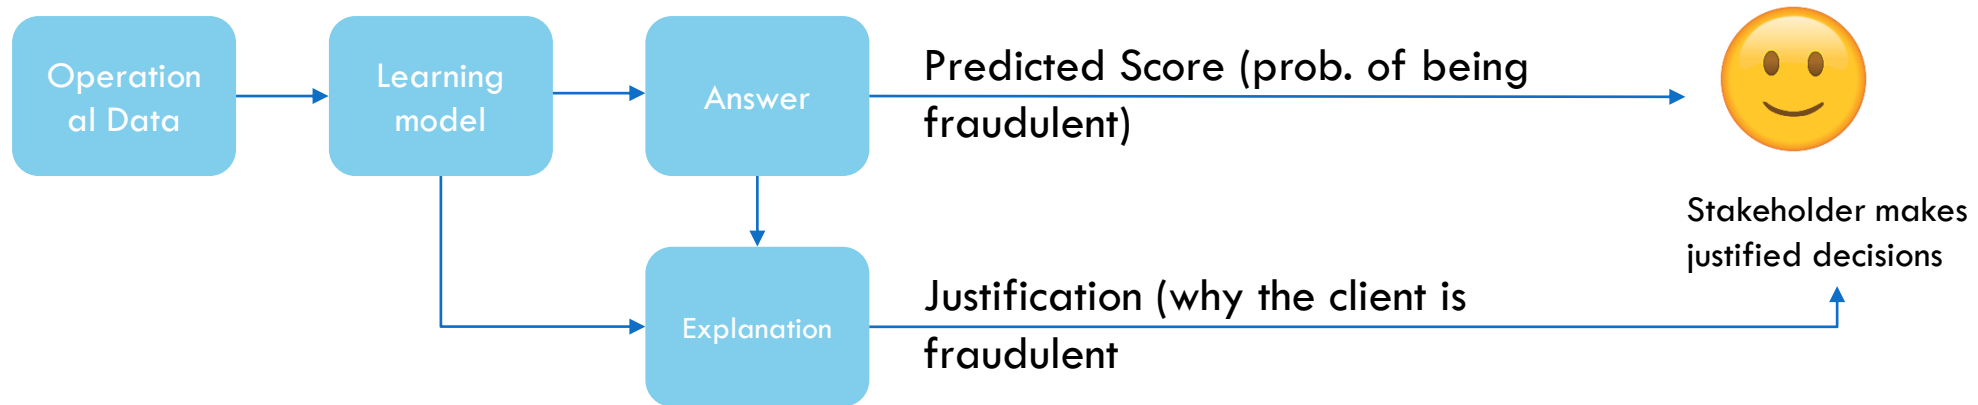 Operation
al Data
Learning
model
Answer
Predicted Score (prob. of being
fraudulent)
Stakeholder makes
justified decisions
Explanation
Justification (why the client is
fraudulent